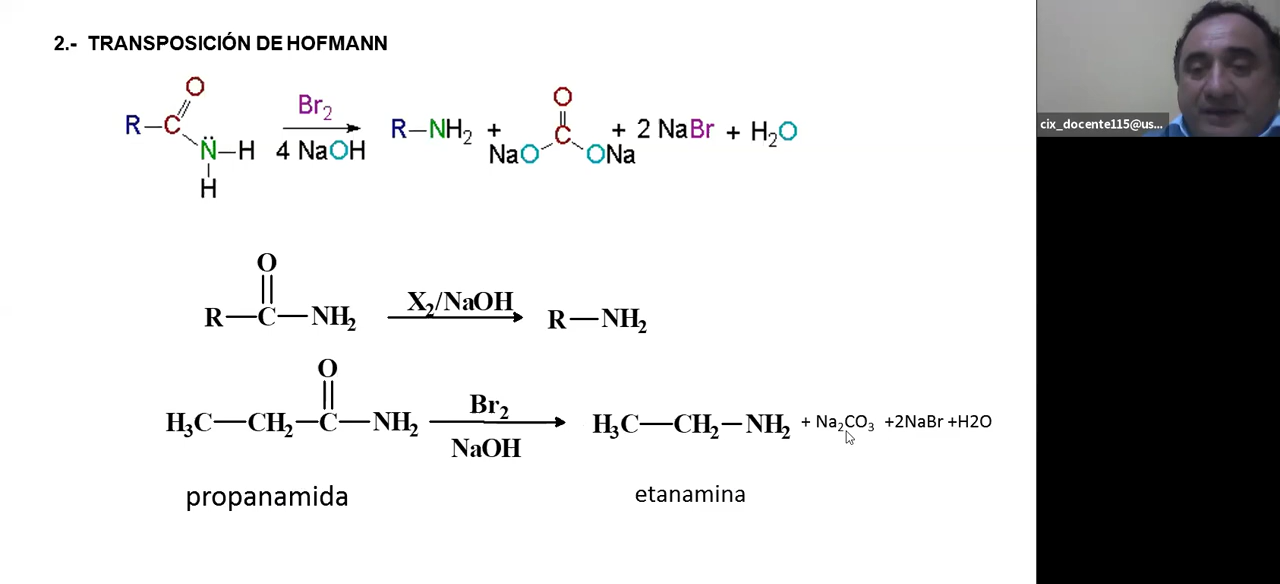 2.- TRANSPOSICIÓN DE HOFMANN
O
R–C
N̈–H
H
Br₂
4 NaOH
R–NH₂ +
O
C
NaO
ONa
+ 2 NaBr + H₂O
cix_docente115@us...
O
R—C—NH₂
X₂/NaOH
R—NH₂
O
H₃C—CH₂—C—NH₂
Br₂
NaOH
H₃C—CH₂—NH₂ + Na₂CO₃ +2NaBr +H2O
propanamida
etanamina